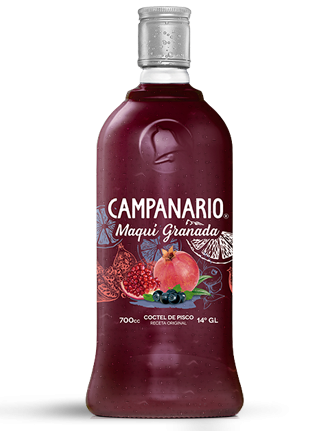 CAMPANARIO®
Maqui Granada
700cc COCTEL DE PISCO 14° GL
RECETA ORIGINAL